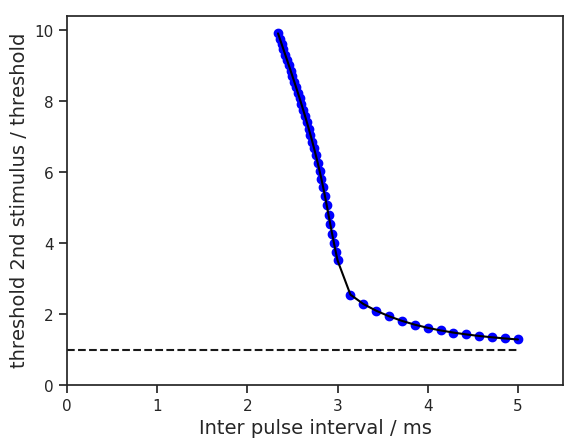 threshold 2nd stimulus / threshold
10
8
6
4
2
0
0 1 2 3 4 5
Inter pulse interval / ms